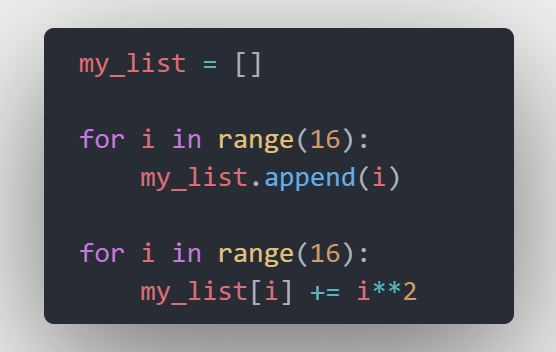 my_list = []
for i in range(16):
    my_list.append(i)
for i in range(16):
    my_list[i] += i**2